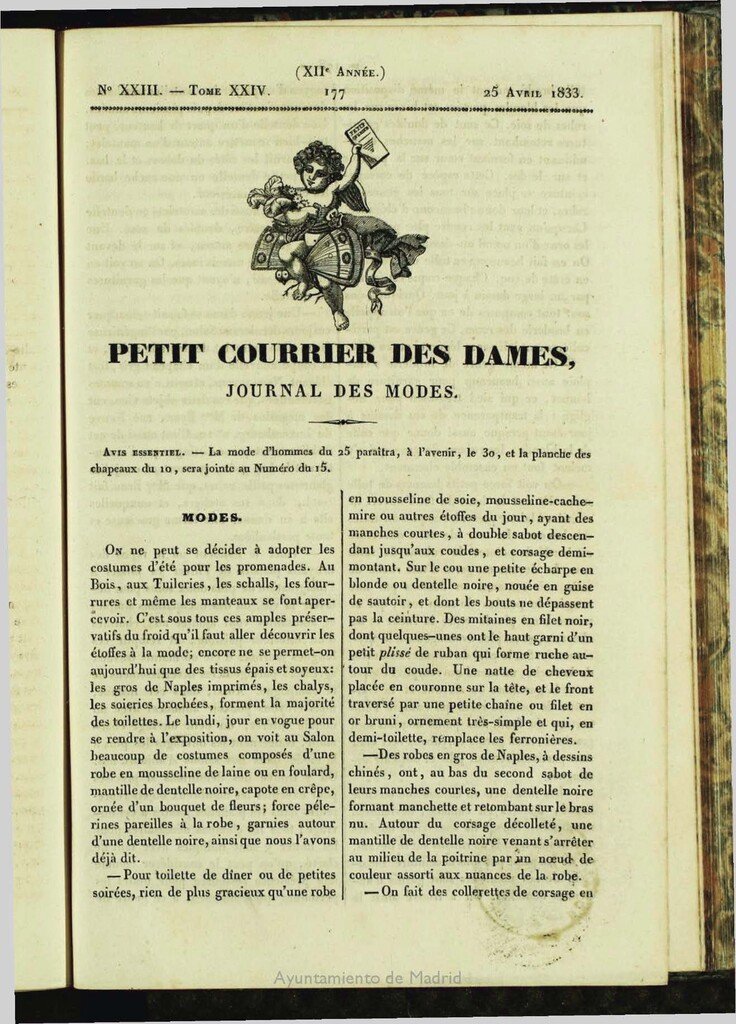 (XIIe ANNÉE.)
No XXIII. — TOME XXIV. 177 25 AVRIL 1833.
PETIT COURRIER DES DAMES,
JOURNAL DES MODES.
AVIS ESSENTIEL. — La mode d'hommes du 25 paraîtra, à l'avenir, le 30, et la planche des
chapeaux du 10, sera jointe au Numéro du 15.
MODES.
ON ne peut se décider à adopter les
costumes d'été pour les promenades. Au
Bois, aux Tuileries, les schalls, les four-
rures et même les manteaux se font aper-
cevoir. C'est sous tous ces amples préser-
vatifs du froid qu'il faut aller découvrir les
étoffes à la mode; encore ne se permet-on
aujourd'hui que des tissus épais et soyeux:
les gros de Naples imprimés, les chalys,
les soieries brochées, forment la majorité
des toilettes. Le lundi, jour en vogue pour
se rendre à l'exposition, on voit au Salon
beaucoup de costumes composés d'une
robe en mousseline de laine ou en foulard,
mantille de dentelle noire, capote en crêpe,
ornée d'un bouquet de fleurs; force péle-
rines pareilles à la robe, garnies autour
d'une dentelle noire, ainsi que nous l'avons
déjà dit.
— Pour toilette de dîner ou de petites
soirées, rien de plus gracieux qu'une robe
en mousseline de soie, mousseline-cache-
mire ou autres étoffes du jour, ayant des
manches courtes, à double sabot descen-
dant jusqu'aux coudes, et corsage demi-
montant. Sur le cou une petite écharpe en
blonde ou dentelle noire, nouée en guise
de sautoir, et dont les bouts ne dépassent
pas la ceinture. Des mitaines en filet noir,
dont quelques-unes ont le haut garni d'un
petit plissé de ruban qui forme ruche au-
tour du coude. Une natte de cheveux
placée en couronne sur la tête, et le front
traversé par une petite chaîne ou filet en
or bruni, ornement très-simple et qui, en
demi-toilette, remplace les ferronières.
— Des robes en gros de Naples, à dessins
chinés, ont, au bas du second sabot de
leurs manches courtes, une dentelle noire
formant manchette et retombant sur le bras
nu. Autour du corsage décolleté, une
mantille de dentelle noire venant s'arrêter
au milieu de la poitrine par un nœud de
couleur assorti aux nuances de la robe.
— On fait des collerettes de corsage en
Ayuntamiento de Madrid